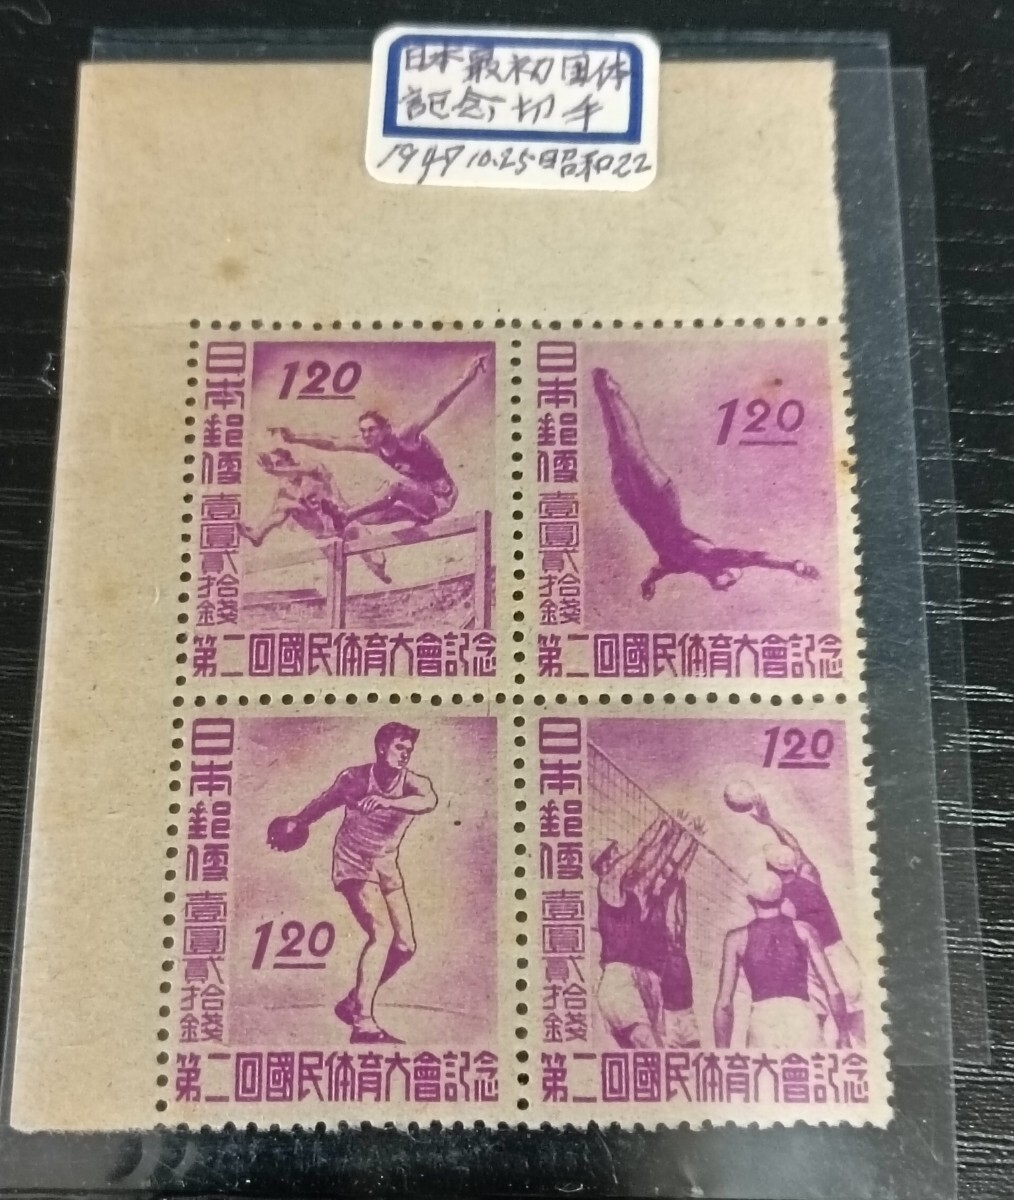 日本最初国体
記念切手
1947 10.25 昭和22
日本郵便 壹圓貳拾錢
1.20
第二回國民体育大會記念
日本郵便 壹圓貳拾錢
1.20
第二回國民体育大會記念
日本郵便 壹圓貳拾錢
1.20
第二回國民体育大會記念
日本郵便 壹圓貳拾錢
1.20
第二回國民体育大會記念